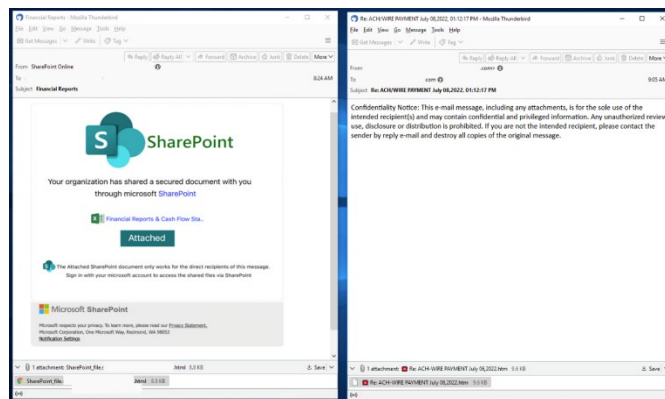 Financial Reports - Mozilla Thunderbird
File Edit View Go Message Tools Help
Get Messages Write Tag
Reply Reply All Forward Archive Junk Delete More
From SharePoint Online
To 8:24 AM
Subject Financial Reports
S SharePoint
Your organization has shared a secured document with you
through microsoft SharePoint
Financial Reports & Cash Flow Sta..
Attached
The Attached SharePoint document only works for the direct recipients of this message.
Sign in with your microsoft account to access the shared files via SharePoint
Microsoft SharePoint
Microsoft respects your privacy. To learn more, please read our Privacy Statement.
Microsoft Corporation, One Microsoft Way, Redmond, WA 98052
Notification Settings
1 attachment: SharePoint_file.c .html Save
SharePoint_file. .html
Re: ACH/WIRE PAYMENT July 08,2022, 01:12:17 PM - Mozilla Thunderbird
File Edit View Go Message Tools Help
Get Messages Write Tag
Reply Reply All Forward Archive Junk Delete More
From .com>
To com 9:05 AM
Subject Re: ACH/WIRE PAYMENT July 08,2022, 01:12:17 PM
Confidentiality Notice: This e-mail message, including any attachments, is for the sole use of the
intended recipient(s) and may contain confidential and privileged information. Any unauthorized review,
use, disclosure or distribution is prohibited. If you are not the intended recipient, please contact the
sender by reply e-mail and destroy all copies of the original message.
1 attachment: Re: ACH-WIRE PAYMENT July 08,2022.htm 9.6 KB Save
Re: ACH-WIRE PAYMENT July 08,2022.htm 9.6 KB